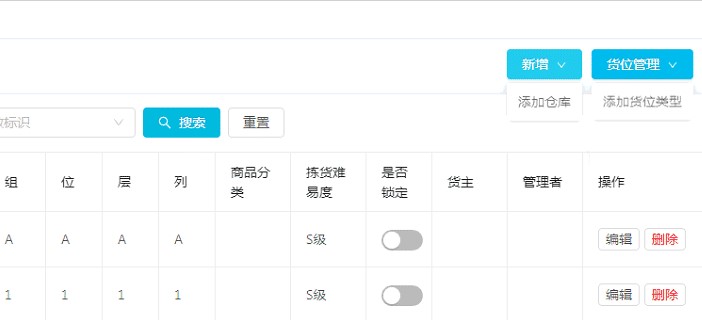 新增 货位管理
添加仓库 添加货位类型
标识 搜索 重置
组 位 层 列 商品分类 拣货难易度 是否锁定 货主 管理者 操作
A A A A S级 编辑 删除
1 1 1 1 S级 编辑 删除